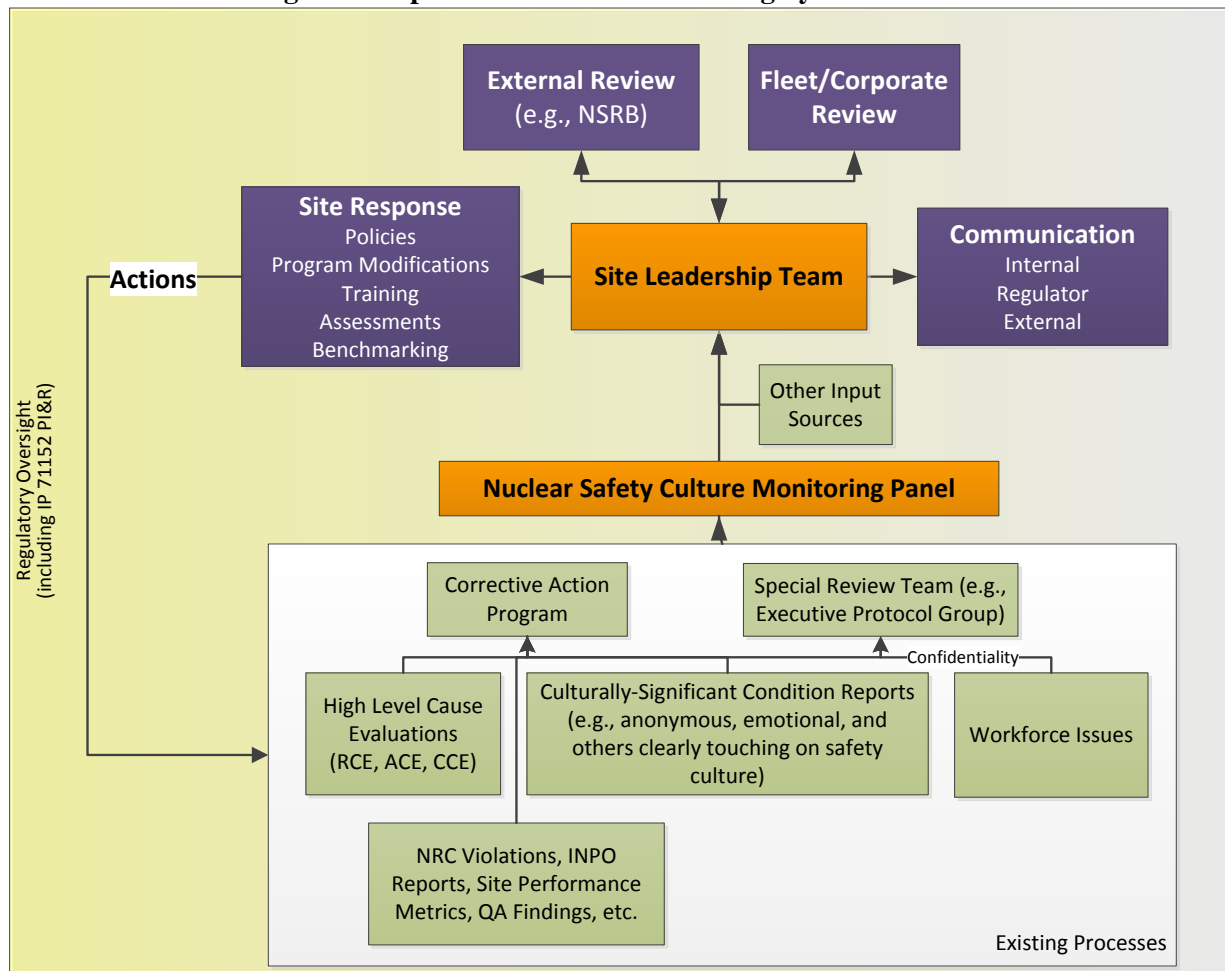 External Review
(e.g., NSRB)
Fleet/Corporate
Review
Site Response
Policies
Program Modifications
Training
Assessments
Benchmarking
Actions
Site Leadership Team
Communication
Internal
Regulator
External
Other Input
Sources
Regulatory Oversight
(including IP 71152 PI&R)
Nuclear Safety Culture Monitoring Panel
Corrective Action
Program
Special Review Team (e.g.,
Executive Protocol Group)
Confidentiality
High Level Cause
Evaluations
(RCE, ACE, CCE)
Culturally-Significant Condition Reports
(e.g., anonymous, emotional, and
others clearly touching on safety
culture)
Workforce Issues
NRC Violations, INPO
Reports, Site Performance
Metrics, QA Findings, etc.
Existing Processes